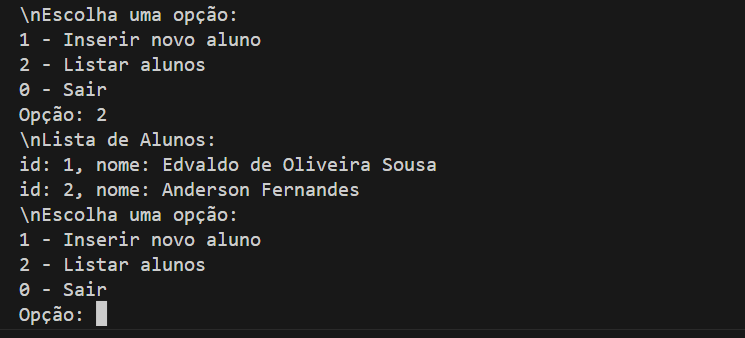 \nEscolha uma opção:
1 - Inserir novo aluno
2 - Listar alunos
0 - Sair
Opção: 2
\nLista de Alunos:
id: 1, nome: Edvaldo de Oliveira Sousa
id: 2, nome: Anderson Fernandes
\nEscolha uma opção:
1 - Inserir novo aluno
2 - Listar alunos
0 - Sair
Opção: